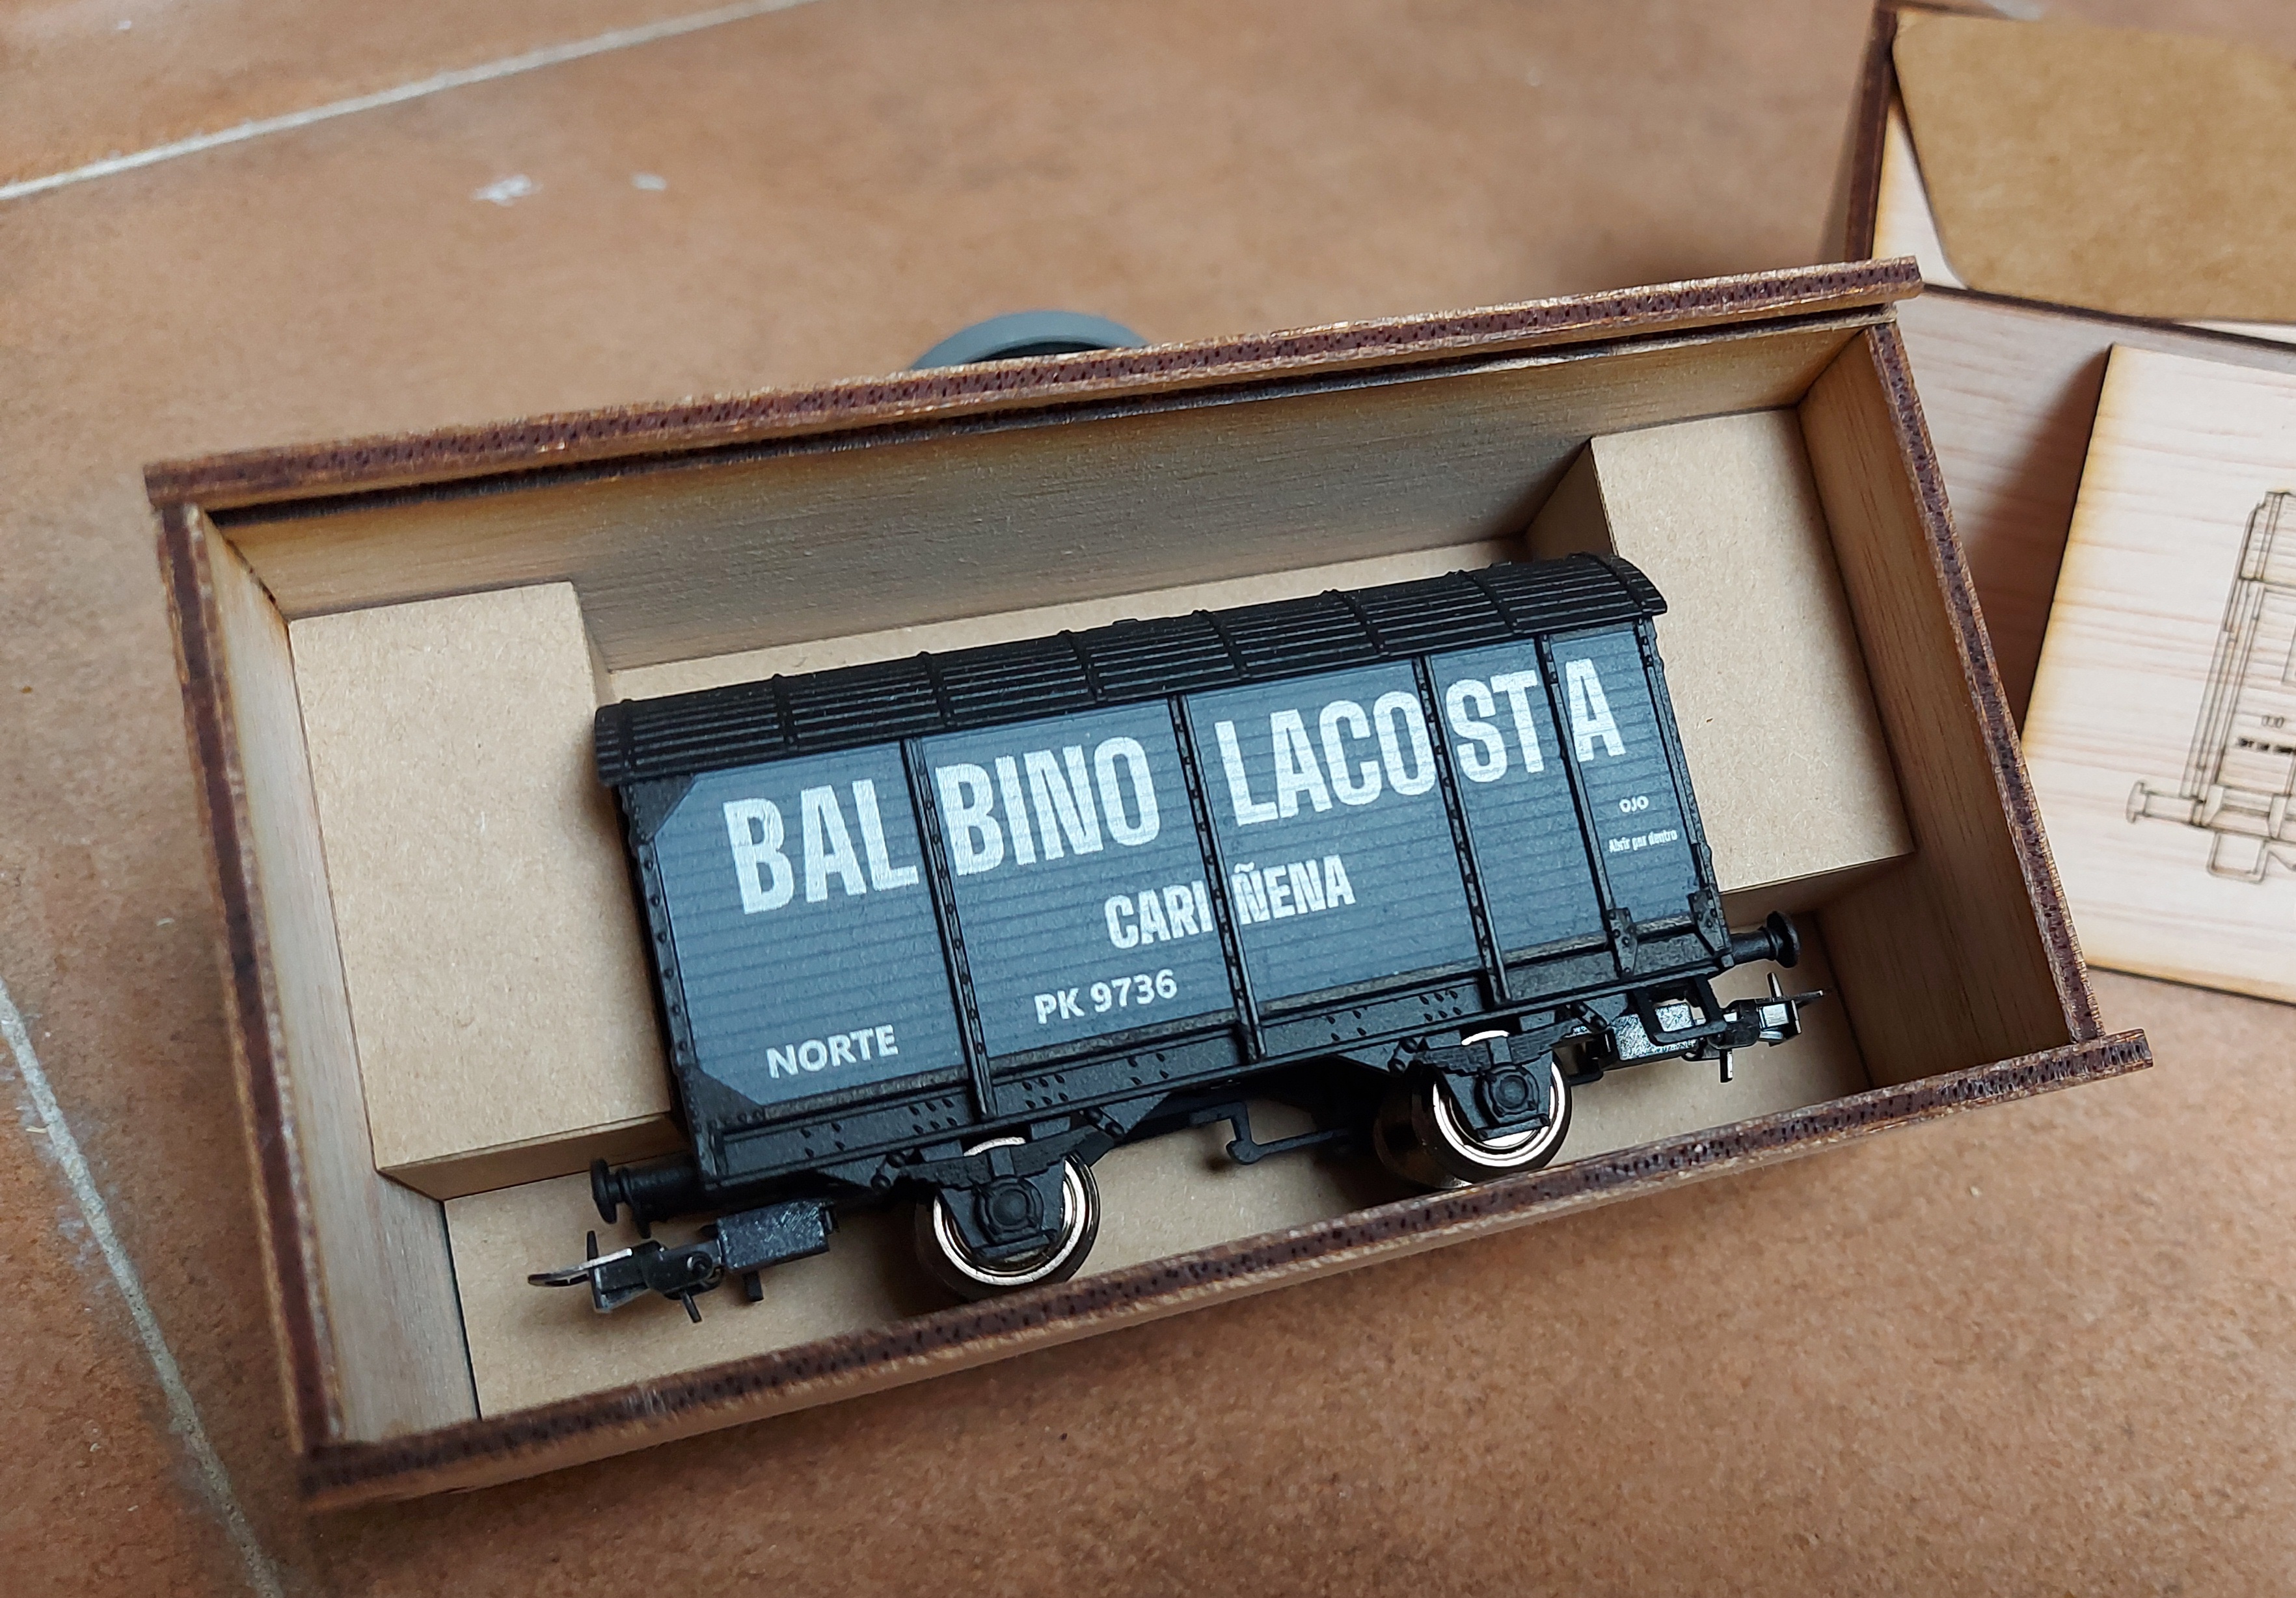 BALBINO LACOSTA
CARIÑENA
OJO
Abrir por dentro
PK 9736
NORTE